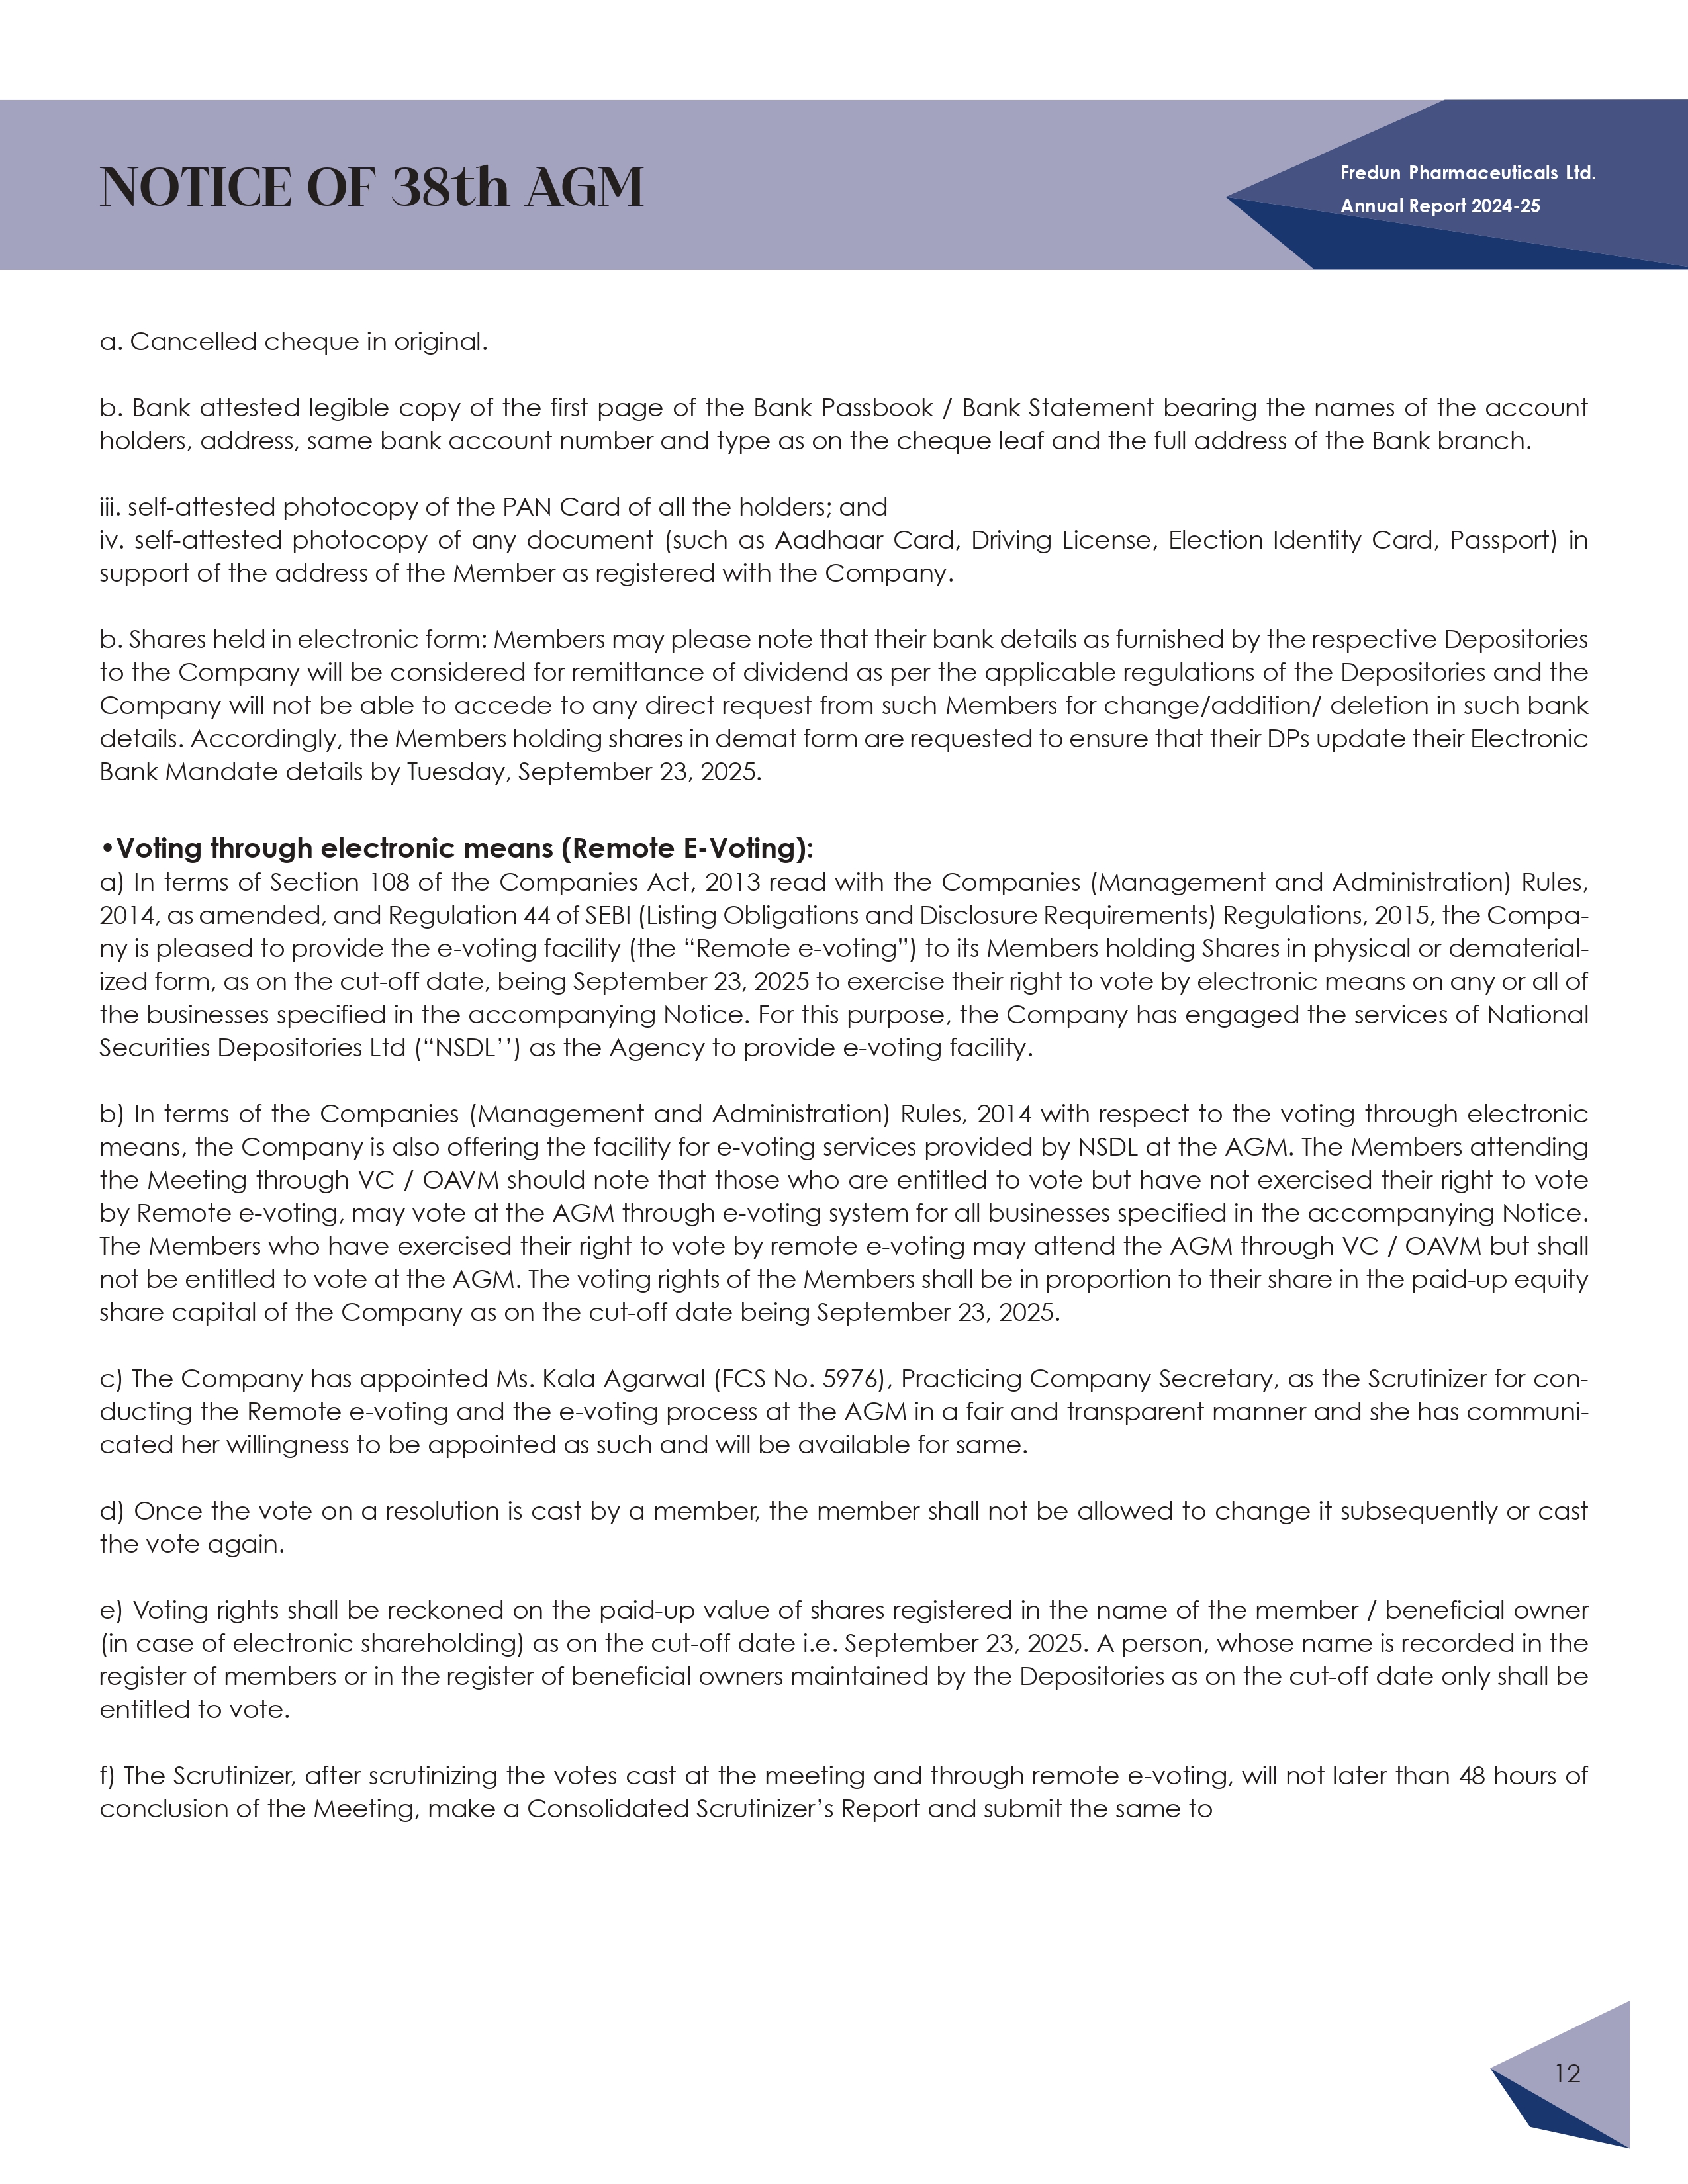 NOTICE OF 38th AGM
Fredun Pharmaceuticals Ltd.
Annual Report 2024-25
a. Cancelled cheque in original.
b. Bank attested legible copy of the first page of the Bank Passbook / Bank Statement bearing the names of the account
holders, address, same bank account number and type as on the cheque leaf and the full address of the Bank branch.
iii. self-attested photocopy of the PAN Card of all the holders; and
iv. self-attested photocopy of any document (such as Aadhaar Card, Driving License, Election Identity Card, Passport) in
support of the address of the Member as registered with the Company.
b. Shares held in electronic form: Members may please note that their bank details as furnished by the respective Depositories
to the Company will be considered for remittance of dividend as per the applicable regulations of the Depositories and the
Company will not be able to accede to any direct request from such Members for change/addition/ deletion in such bank
details. Accordingly, the Members holding shares in demat form are requested to ensure that their DPs update their Electronic
Bank Mandate details by Tuesday, September 23, 2025.
•Voting through electronic means (Remote E-Voting):
a) In terms of Section 108 of the Companies Act, 2013 read with the Companies (Management and Administration) Rules,
2014, as amended, and Regulation 44 of SEBI (Listing Obligations and Disclosure Requirements) Regulations, 2015, the Compa-
ny is pleased to provide the e-voting facility (the “Remote e-voting”) to its Members holding Shares in physical or dematerial-
ized form, as on the cut-off date, being September 23, 2025 to exercise their right to vote by electronic means on any or all of
the businesses specified in the accompanying Notice. For this purpose, the Company has engaged the services of National
Securities Depositories Ltd (“NSDL’’) as the Agency to provide e-voting facility.
b) In terms of the Companies (Management and Administration) Rules, 2014 with respect to the voting through electronic
means, the Company is also offering the facility for e-voting services provided by NSDL at the AGM. The Members attending
the Meeting through VC / OAVM should note that those who are entitled to vote but have not exercised their right to vote
by Remote e-voting, may vote at the AGM through e-voting system for all businesses specified in the accompanying Notice.
The Members who have exercised their right to vote by remote e-voting may attend the AGM through VC / OAVM but shall
not be entitled to vote at the AGM. The voting rights of the Members shall be in proportion to their share in the paid-up equity
share capital of the Company as on the cut-off date being September 23, 2025.
c) The Company has appointed Ms. Kala Agarwal (FCS No. 5976), Practicing Company Secretary, as the Scrutinizer for con-
ducting the Remote e-voting and the e-voting process at the AGM in a fair and transparent manner and she has communi-
cated her willingness to be appointed as such and will be available for same.
d) Once the vote on a resolution is cast by a member, the member shall not be allowed to change it subsequently or cast
the vote again.
e) Voting rights shall be reckoned on the paid-up value of shares registered in the name of the member / beneficial owner
(in case of electronic shareholding) as on the cut-off date i.e. September 23, 2025. A person, whose name is recorded in the
register of members or in the register of beneficial owners maintained by the Depositories as on the cut-off date only shall be
entitled to vote.
f) The Scrutinizer, after scrutinizing the votes cast at the meeting and through remote e-voting, will not later than 48 hours of
conclusion of the Meeting, make a Consolidated Scrutinizer’s Report and submit the same to
12